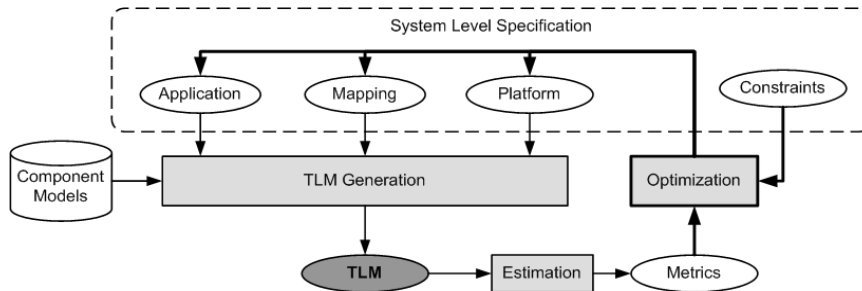 System Level Specification
Application
Mapping
Platform
Constraints
Component
Models
TLM Generation
Optimization
TLM
Estimation
Metrics